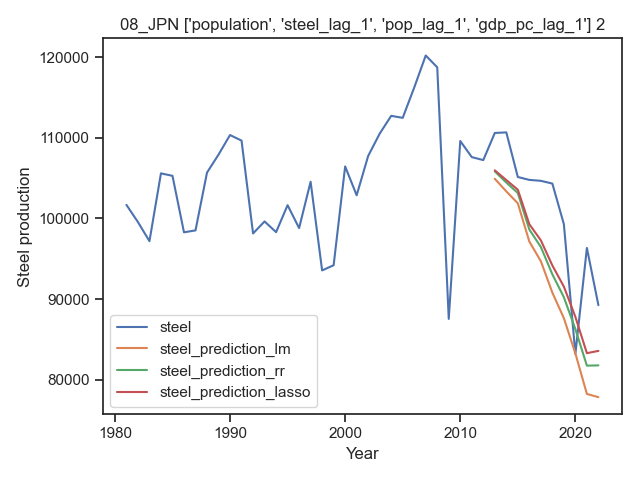 08_JPN ['population', 'steel_lag_1', 'pop_lag_1', 'gdp_pc_lag_1'] 2
120000
110000
100000
90000
80000
Steel production
steel
steel_prediction_lm
steel_prediction_rr
steel_prediction_lasso
1980
1990
2000
2010
2020
Year